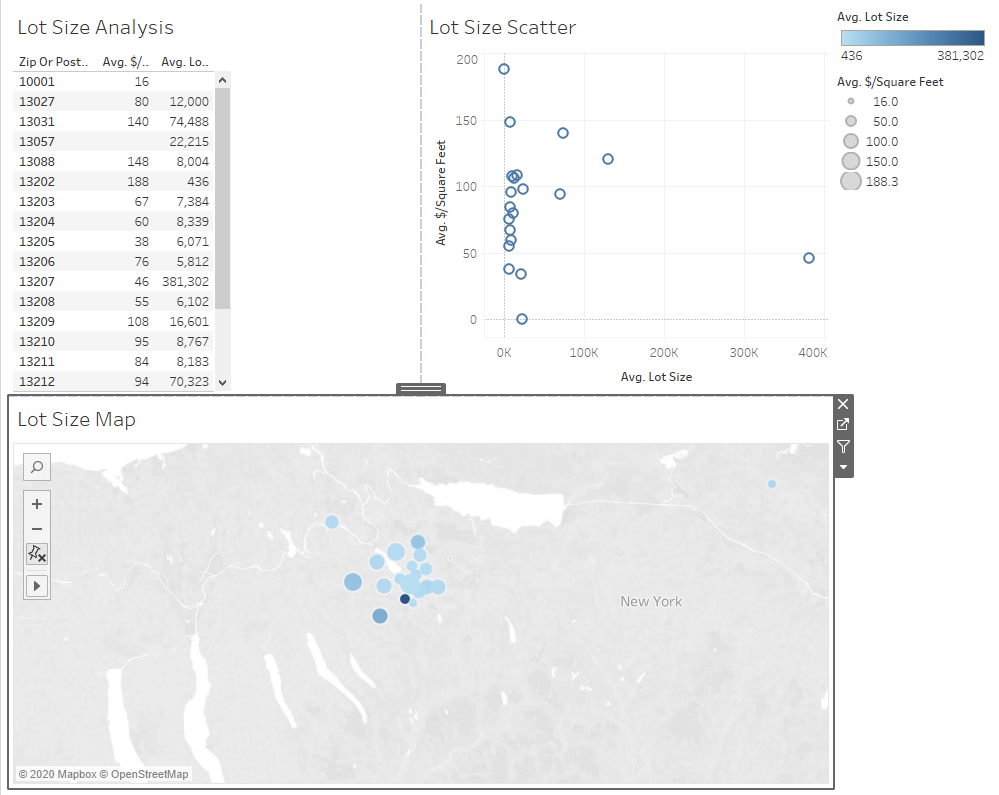 Lot Size Analysis
Zip Or Post.. Avg. $/.. Avg. Lo..
10001 16
13027 80 12,000
13031 140 74,488
13057 22,215
13088 148 8,004
13202 188 436
13203 67 7,384
13204 60 8,339
13205 38 6,071
13206 76 5,812
13207 46 381,302
13208 55 6,102
13209 108 16,601
13210 95 8,767
13211 84 8,183
13212 94 70,323
Lot Size Scatter
200
150
100
50
0
Avg. $/Square Feet
0K 100K 200K 300K 400K
Avg. Lot Size
Avg. Lot Size
436 381,302
Avg. $/Square Feet
16.0
50.0
100.0
150.0
188.3
Lot Size Map
New York
© 2020 Mapbox © OpenStreetMap